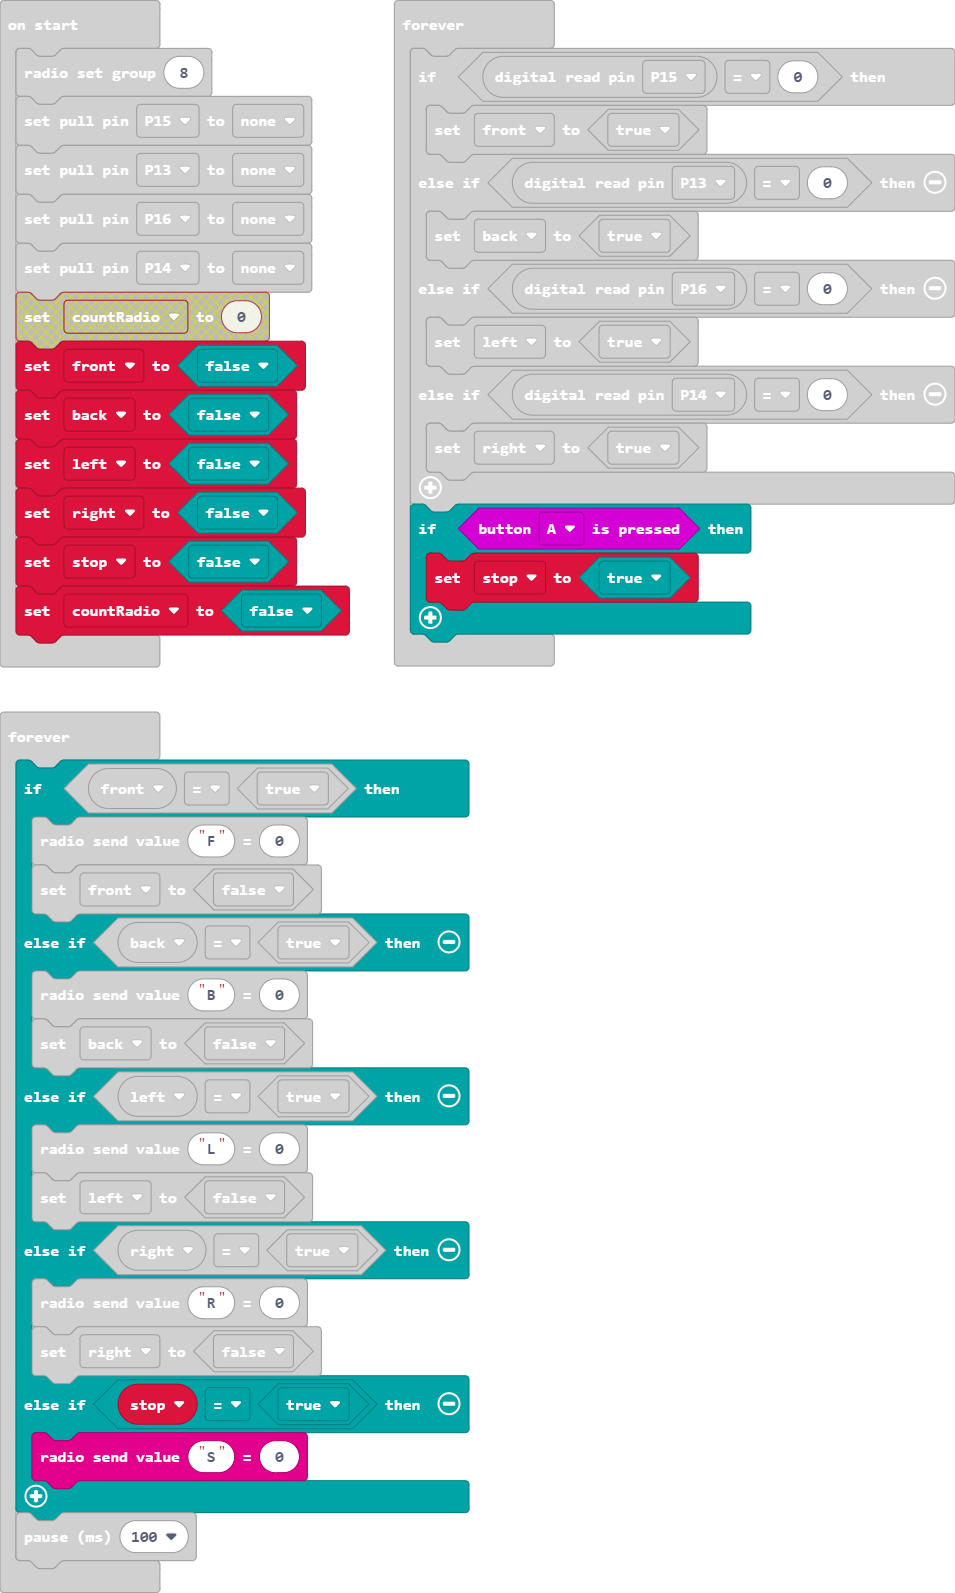 on start
radio set group 8
set pull pin P15 to none
set pull pin P13 to none
set pull pin P16 to none
set pull pin P14 to none
set countRadio to 0
set front to false
set back to false
set left to false
set right to false
set stop to false
set countRadio to false
forever
if digital read pin P15 = 0 then
set front to true
else if digital read pin P13 = 0 then
set back to true
else if digital read pin P16 = 0 then
set left to true
else if digital read pin P14 = 0 then
set right to true
if button A is pressed then
set stop to true
forever
if front = true then
radio send value "F" = 0
set front to false
else if back = true then
radio send value "B" = 0
set back to false
else if left = true then
radio send value "L" = 0
set left to false
else if right = true then
radio send value "R" = 0
set right to false
else if stop = true then
radio send value "S" = 0
pause (ms) 100